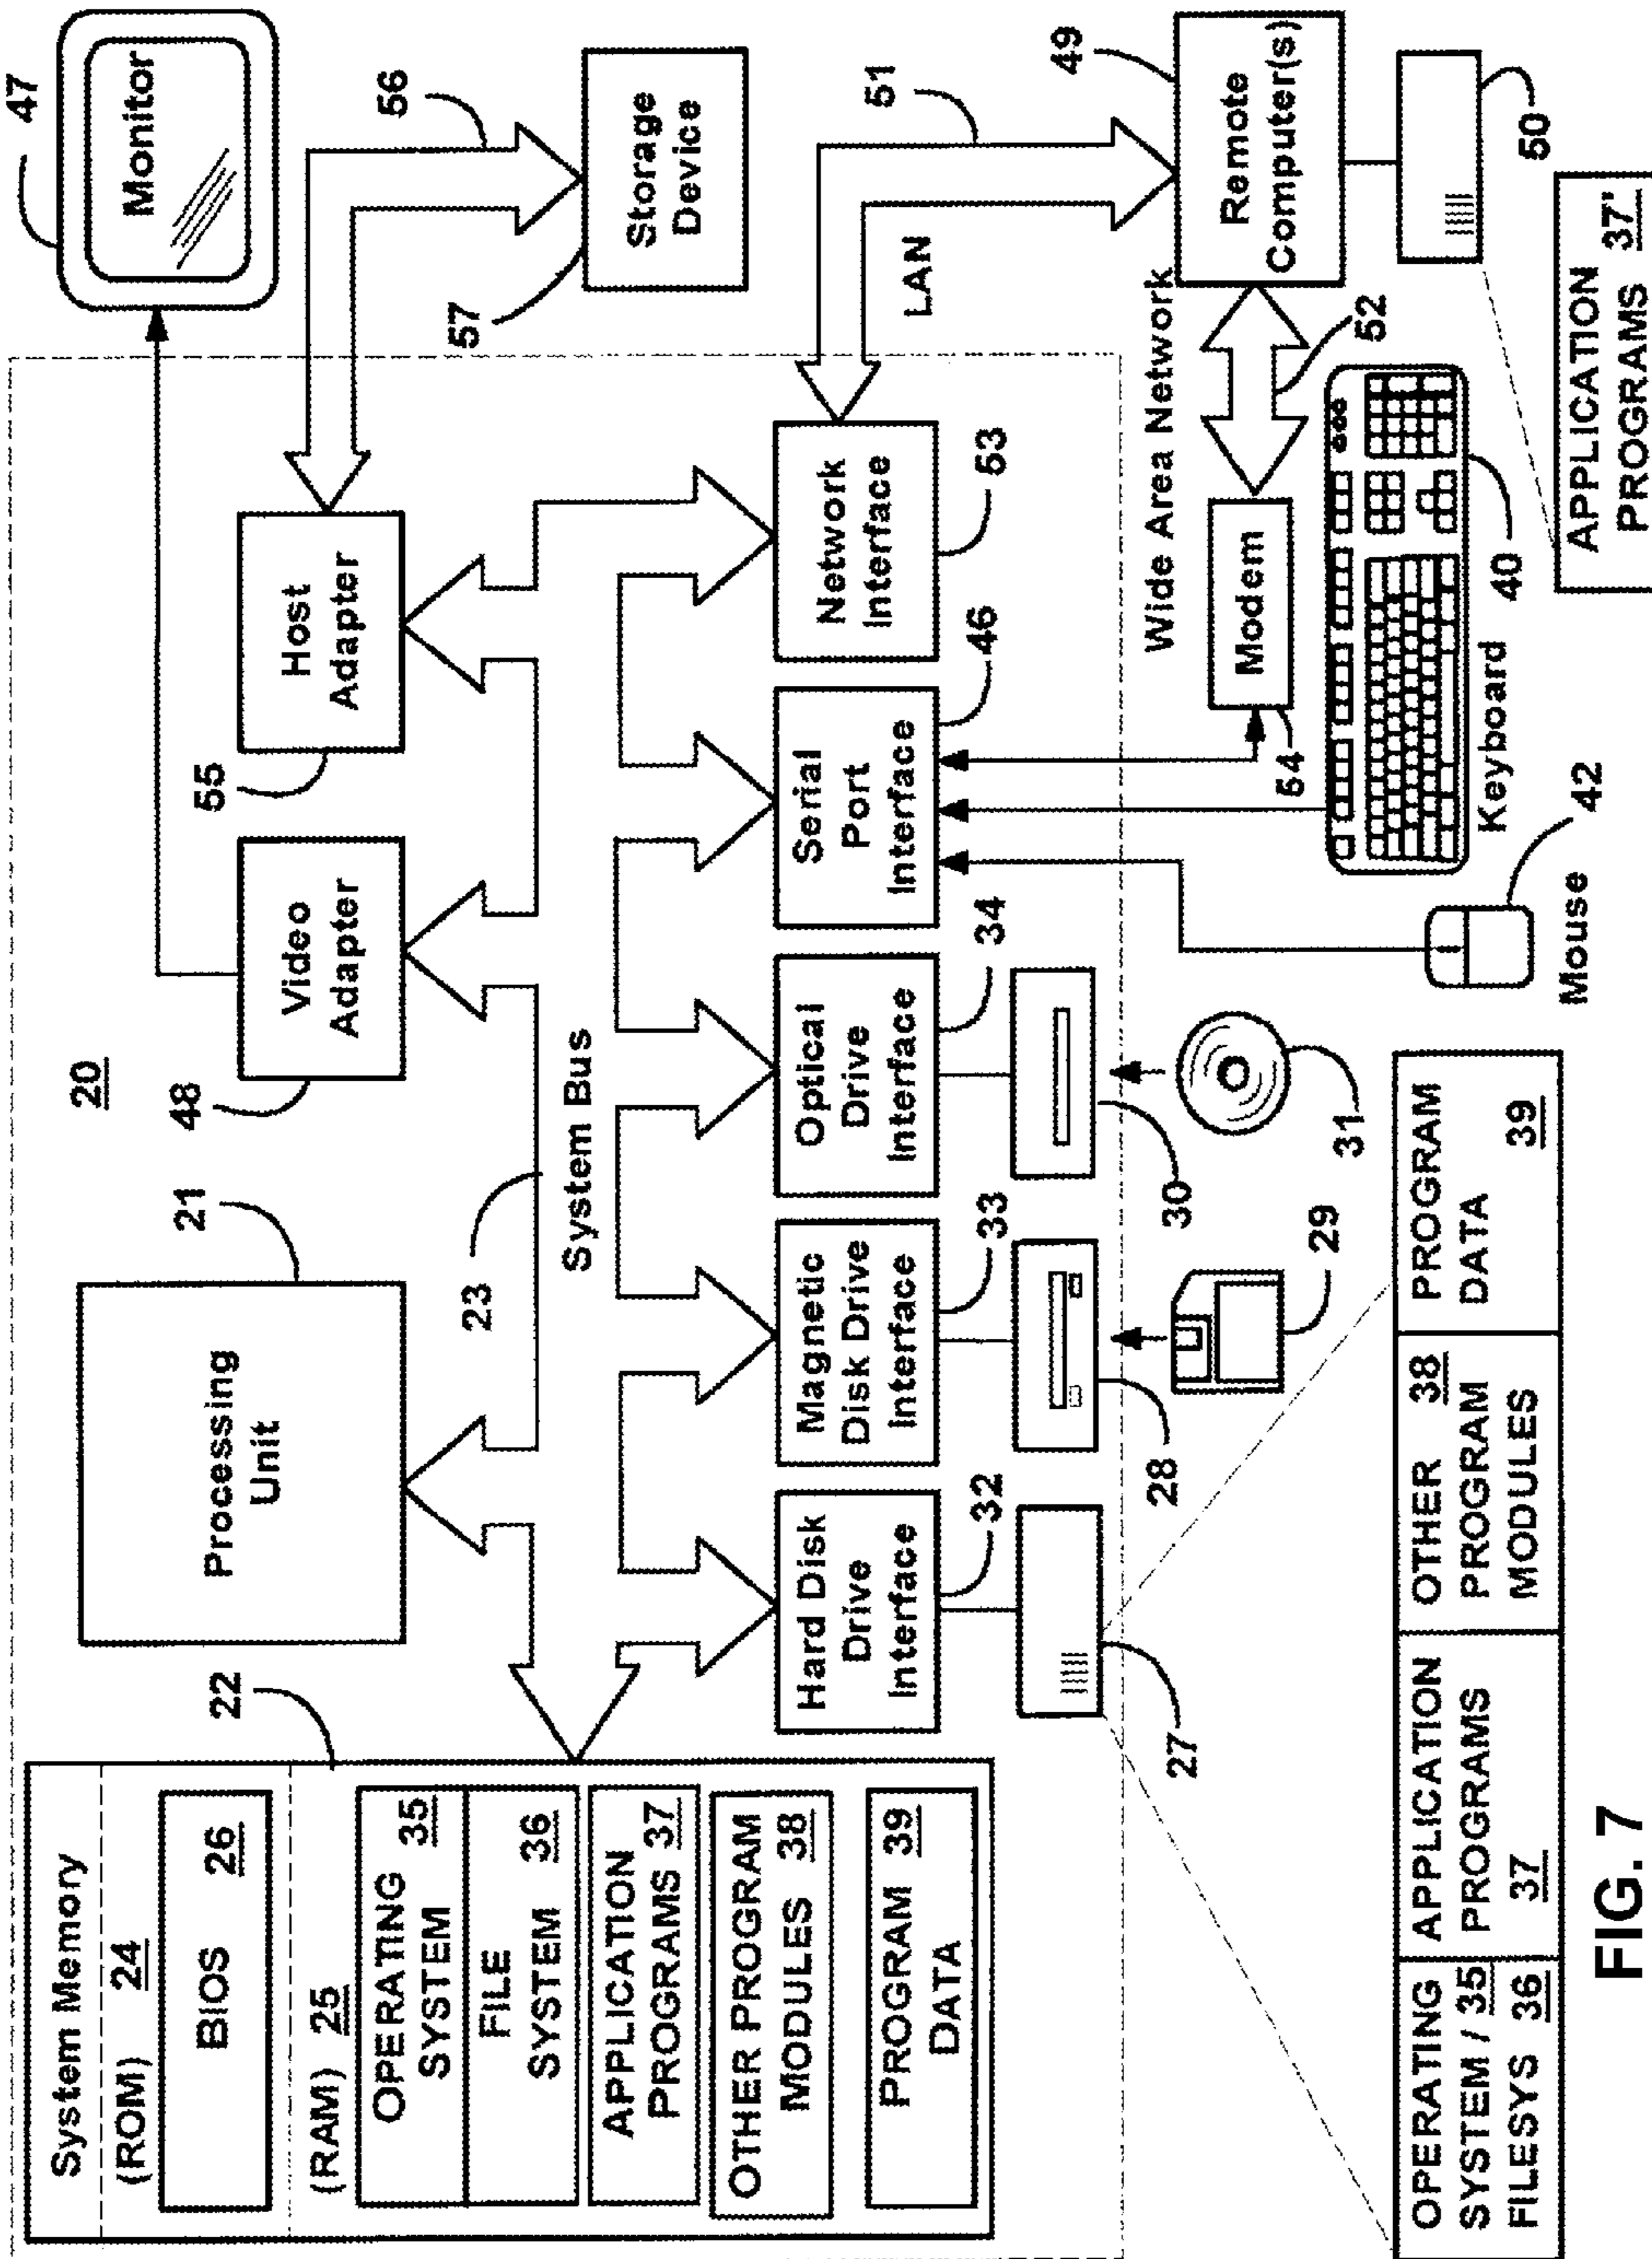 System Memory
(ROM) 24
BIOS 26
(RAM) 25
OPERATING
SYSTEM 35
FILE
SYSTEM 36
APPLICATION
PROGRAMS 37
OTHER PROGRAM
MODULES 38
PROGRAM 39
DATA
22
Processing
Unit
21
20
48
Video
Adapter
55
Host
Adapter
47
Monitor
56
57
Storage
Device
23
System Bus
Hard Disk
Drive
Interface
32
Magnetic
Disk Drive
Interface
33
Optical
Drive
Interface
34
Serial
Port
Interface
46
Network
Interface
53
LAN
51
49
Remote
Computer(s)
50
Wide Area Network
52
Modem
54
27
28
29
30
31
Mouse
42
Keyboard
40
OPERATING
SYSTEM / 35
FILESYS 36
APPLICATION
PROGRAMS
37
OTHER 38
PROGRAM
MODULES
PROGRAM
DATA
39
APPLICATION
PROGRAMS 37'
FIG. 7